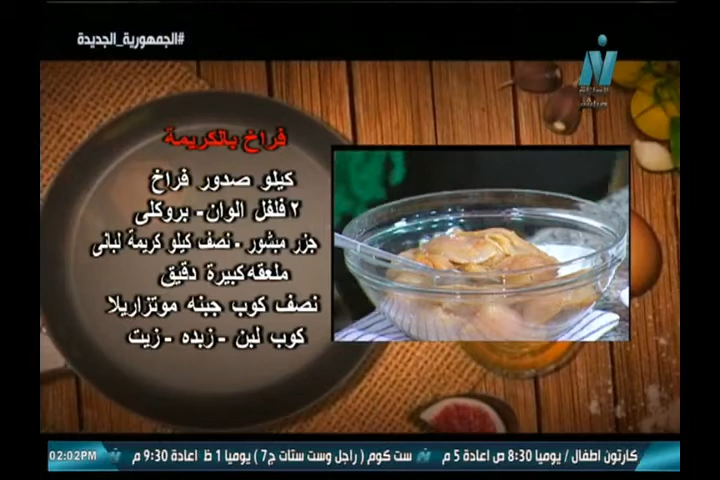 #الجمهورية_الجديدة
فراخ بالكريمة
كيلو صدور فراخ
٢ فلفل الوان- بروكلى
جزر مبشور - نصف كيلو كريمة لبانى
ملعقه كبيرة دقيق
نصف كوب جبنه موتزاريلا
كوب لبن - زبده - زيت
كارتون اطفال / يوميا 8:30 ص اعادة 5 م ست كوم ( راجل وست ستات ج7 ) يوميا 1 ظ اعادة 9:30 م
02:02PM